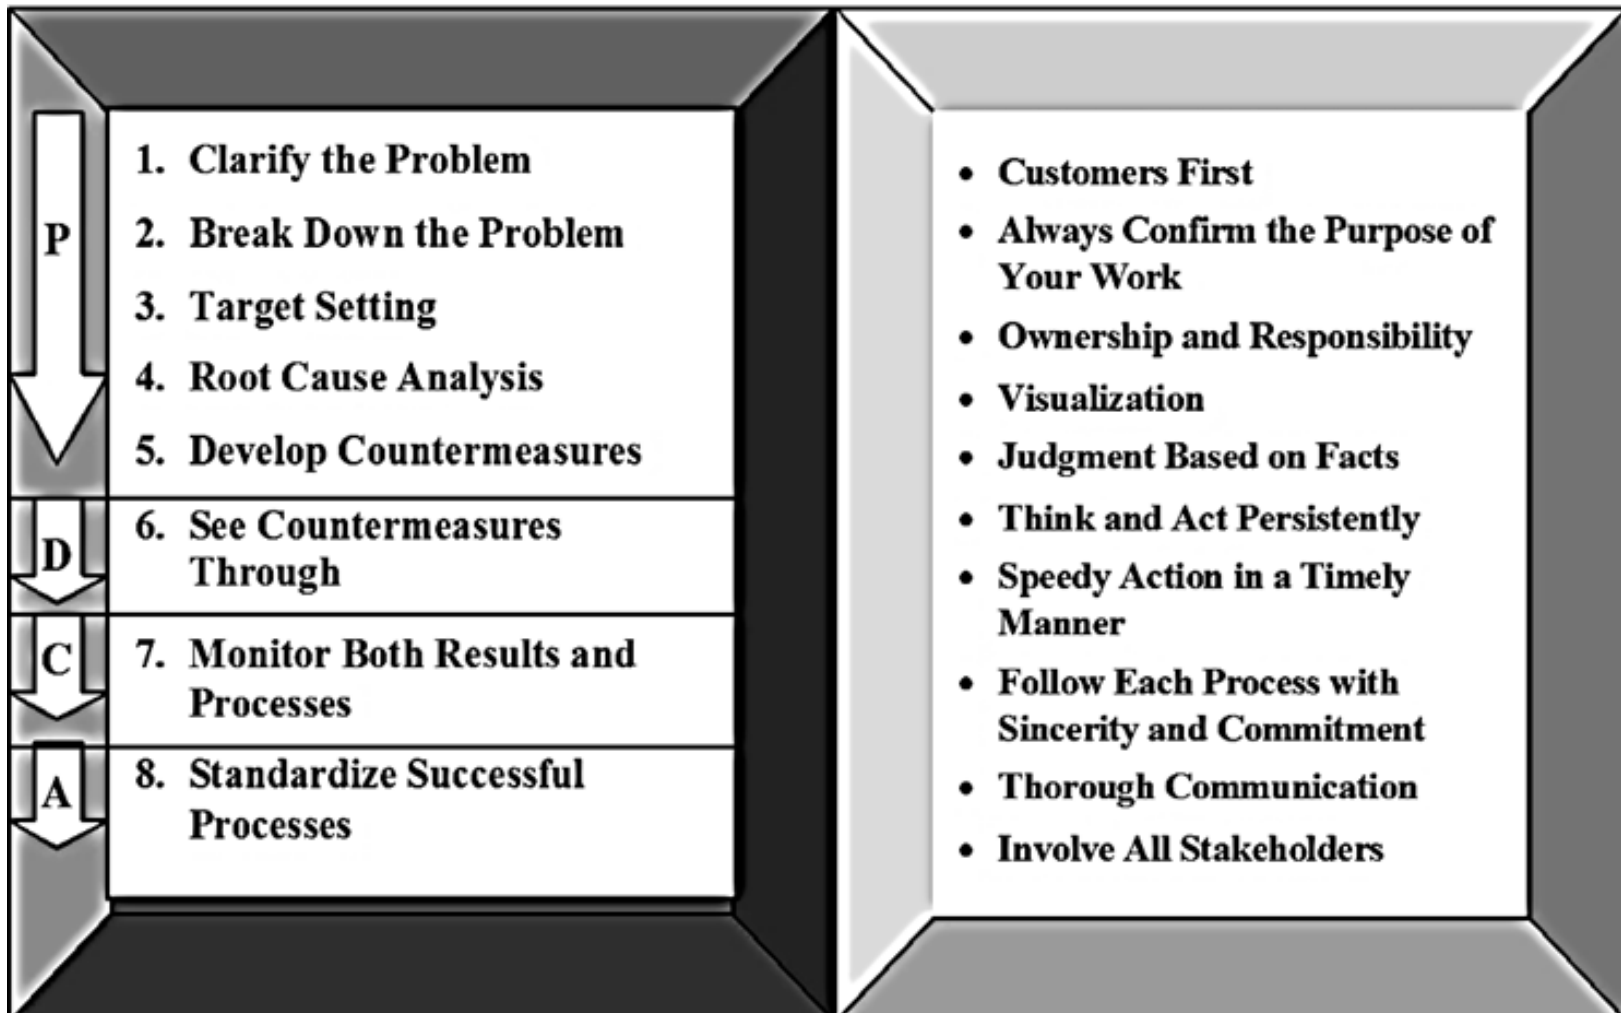 P
1. Clarify the Problem
2. Break Down the Problem
3. Target Setting
4. Root Cause Analysis
5. Develop Countermeasures
D
6. See Countermeasures
Through
C
7. Monitor Both Results and
Processes
A
8. Standardize Successful
Processes
• Customers First
• Always Confirm the Purpose of
Your Work
• Ownership and Responsibility
• Visualization
• Judgment Based on Facts
• Think and Act Persistently
• Speedy Action in a Timely
Manner
• Follow Each Process with
Sincerity and Commitment
• Thorough Communication
• Involve All Stakeholders